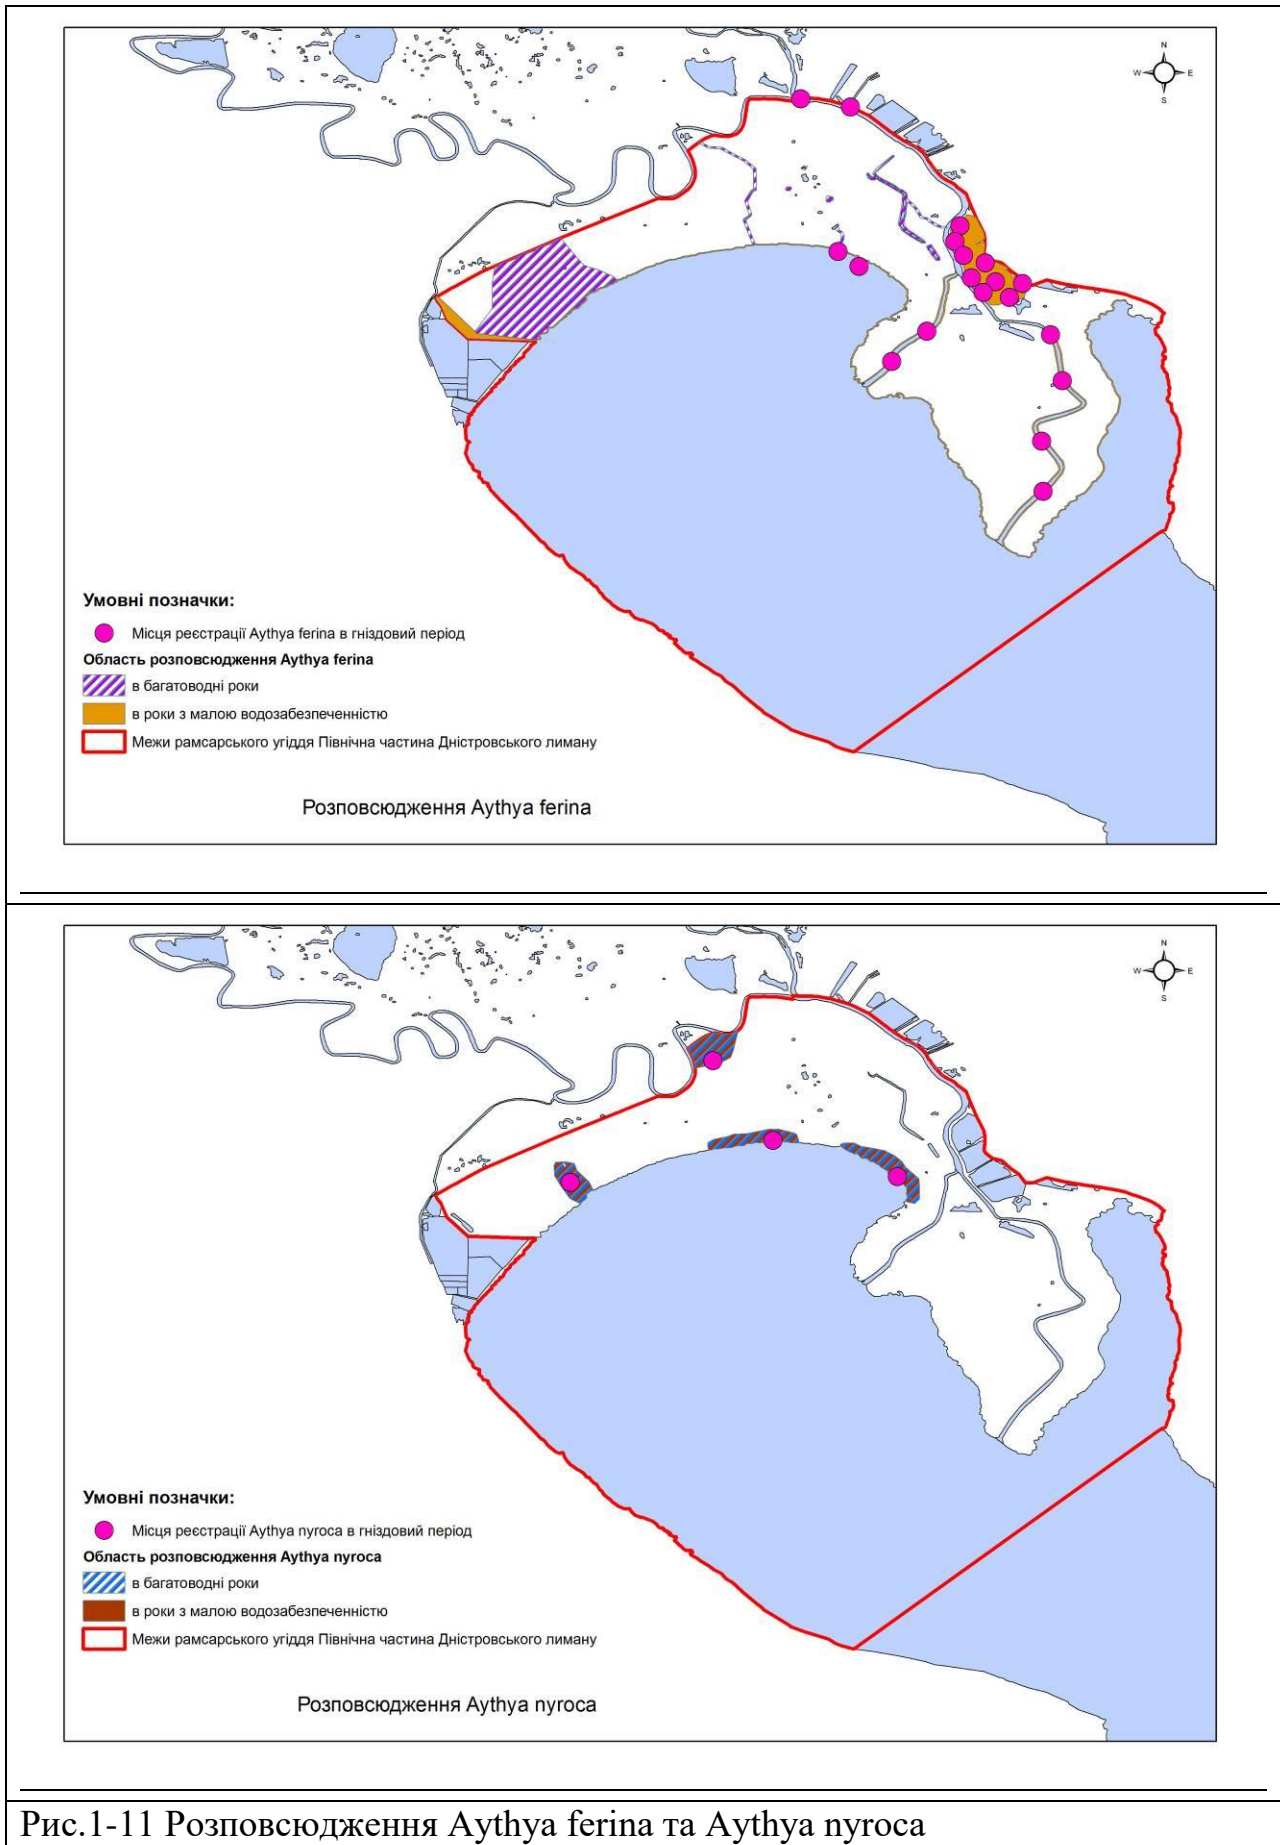 N
W E
S
Умовні позначки:
Місця реєстрації Aythya ferina в гніздовий період
Область розповсюдження Aythya ferina
в багатоводні роки
в роки з малою водозабезпеченністю
Межи рамсарського угіддя Північна частина Дністровського лиману
Розповсюдження Aythya ferina
N
W E
S
Умовні позначки:
Місця реєстрації Aythya nyroca в гніздовий період
Область розповсюдження Aythya nyroca
в багатоводні роки
в роки з малою водозабезпеченністю
Межи рамсарського угіддя Північна частина Дністровського лиману
Розповсюдження Aythya nyroca
Рис.1-11 Розповсюдження Aythya ferina та Aythya nyroca